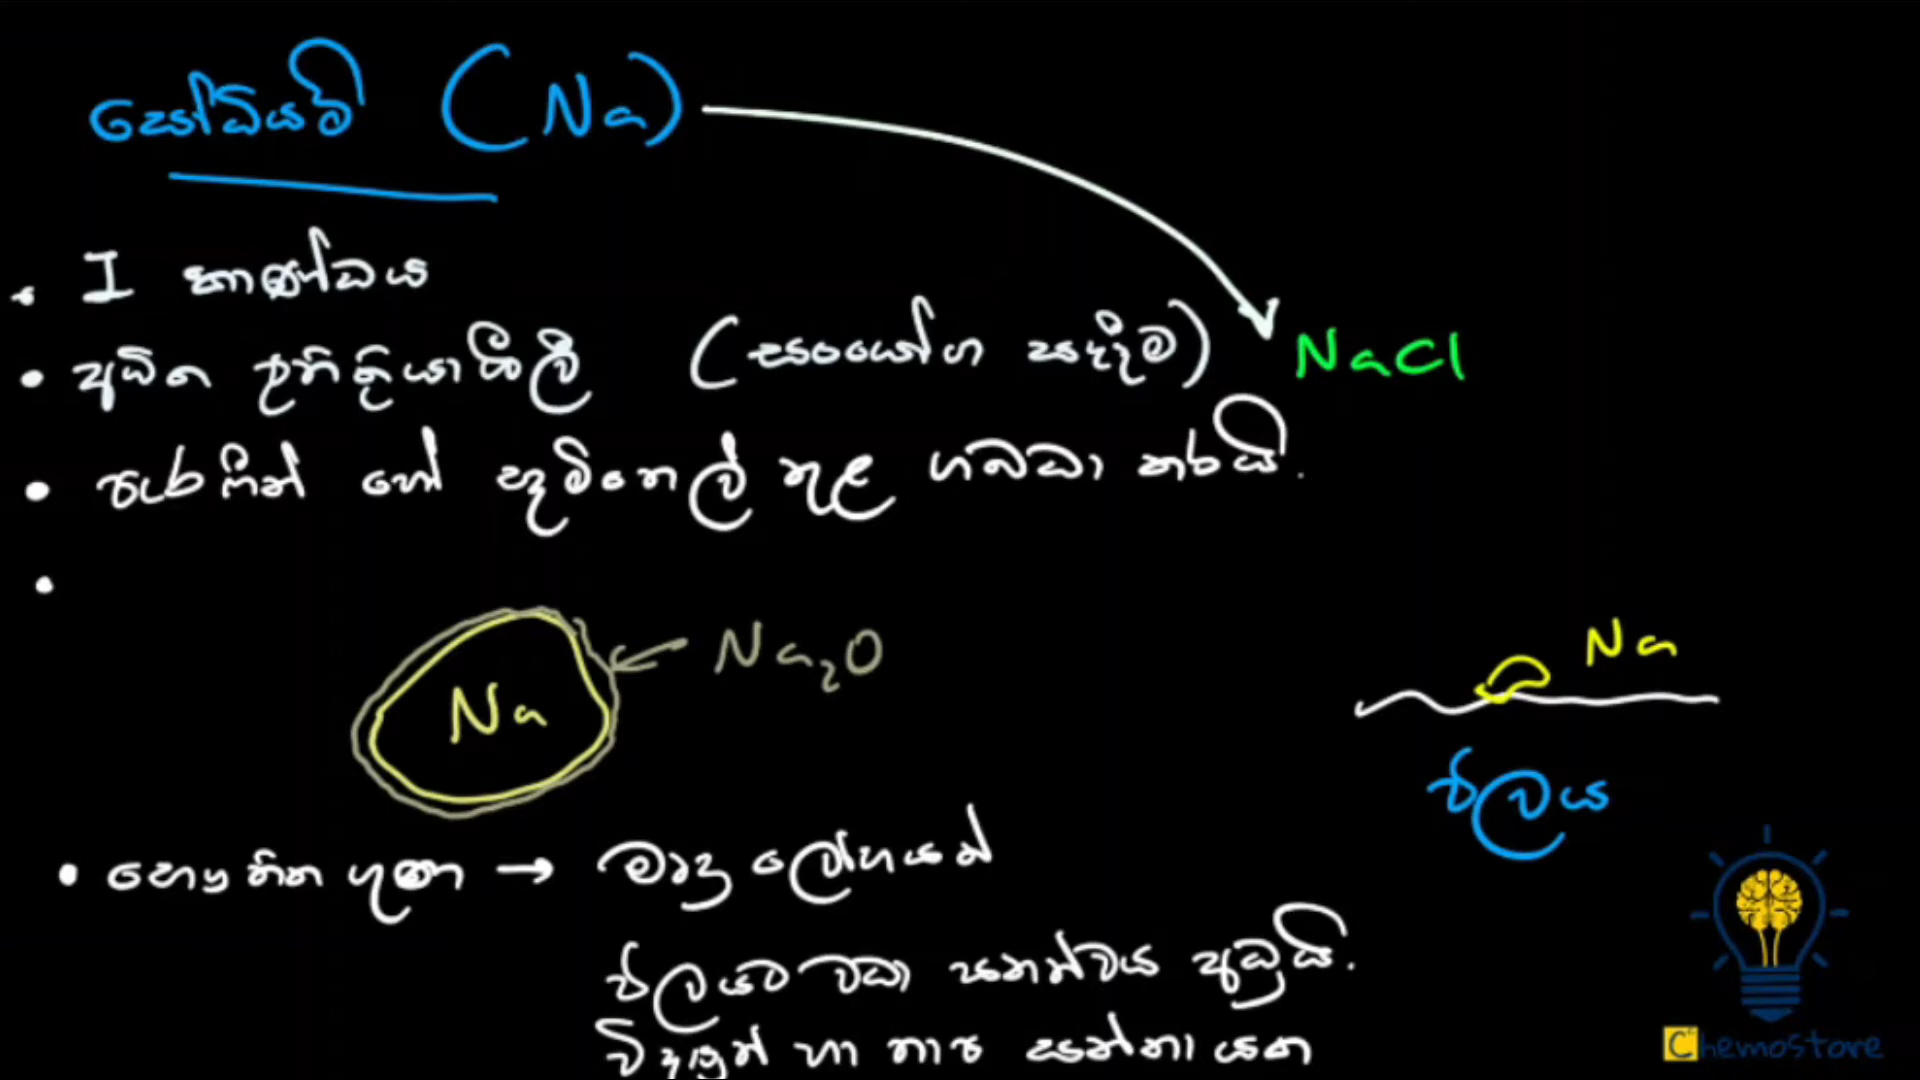 සෝඩියම් (Na)
• I කාණ්ඩය
• අධික ප්‍රතික්‍රියාශීලී (සංයෝග සෑදීම) NaCl
• පැරෆින් හෝ භූමිතෙල් තුළ ගබඩා කරයි.
•
Na ← Na₂O
Na
ජලය
• භෞතික ගුණ → මෘදු ලෝහයක්
ජලයට වඩා ඝනත්වය අඩුයි.
විද්‍යුත් හා තාප සන්නායක
Chemostore